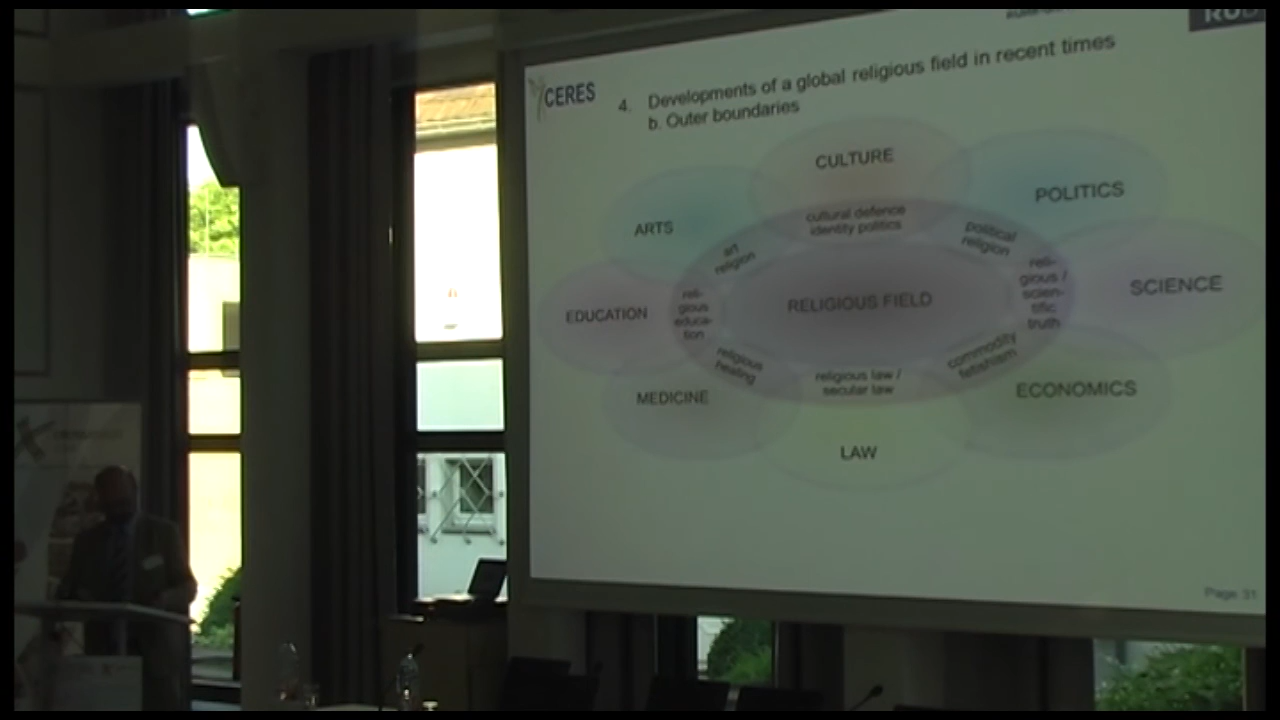 RUB
CERES
4. Developments of a global religious field in recent times
b. Outer boundaries
CULTURE
POLITICS
ARTS
cultural defence
identity politics
political
religion
art
religion
SCIENCE
reli-
gious /
scien-
tific
truth
RELIGIOUS FIELD
EDUCATION
reli-
gious
educa-
tion
religious
healing
religious law /
secular law
commodity
fetishism
MEDICINE
ECONOMICS
LAW
Page 31